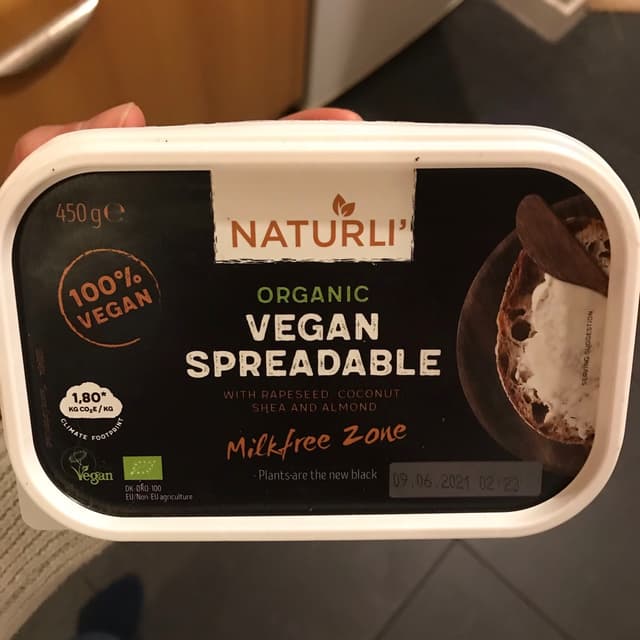 450 g e
NATURLI'
100%
VEGAN
ORGANIC
VEGAN
SPREADABLE
WITH RAPESEED, COCONUT
SHEA AND ALMOND
Milkfree Zone
- Plants are the new black
1,80*
KG CO₂E/KG
CLIMATE FOOTPRINT
Vegan
DK-ØKO-100
EU/Non-EU agriculture
09.06.2021 02:23
SERVING SUGGESTION